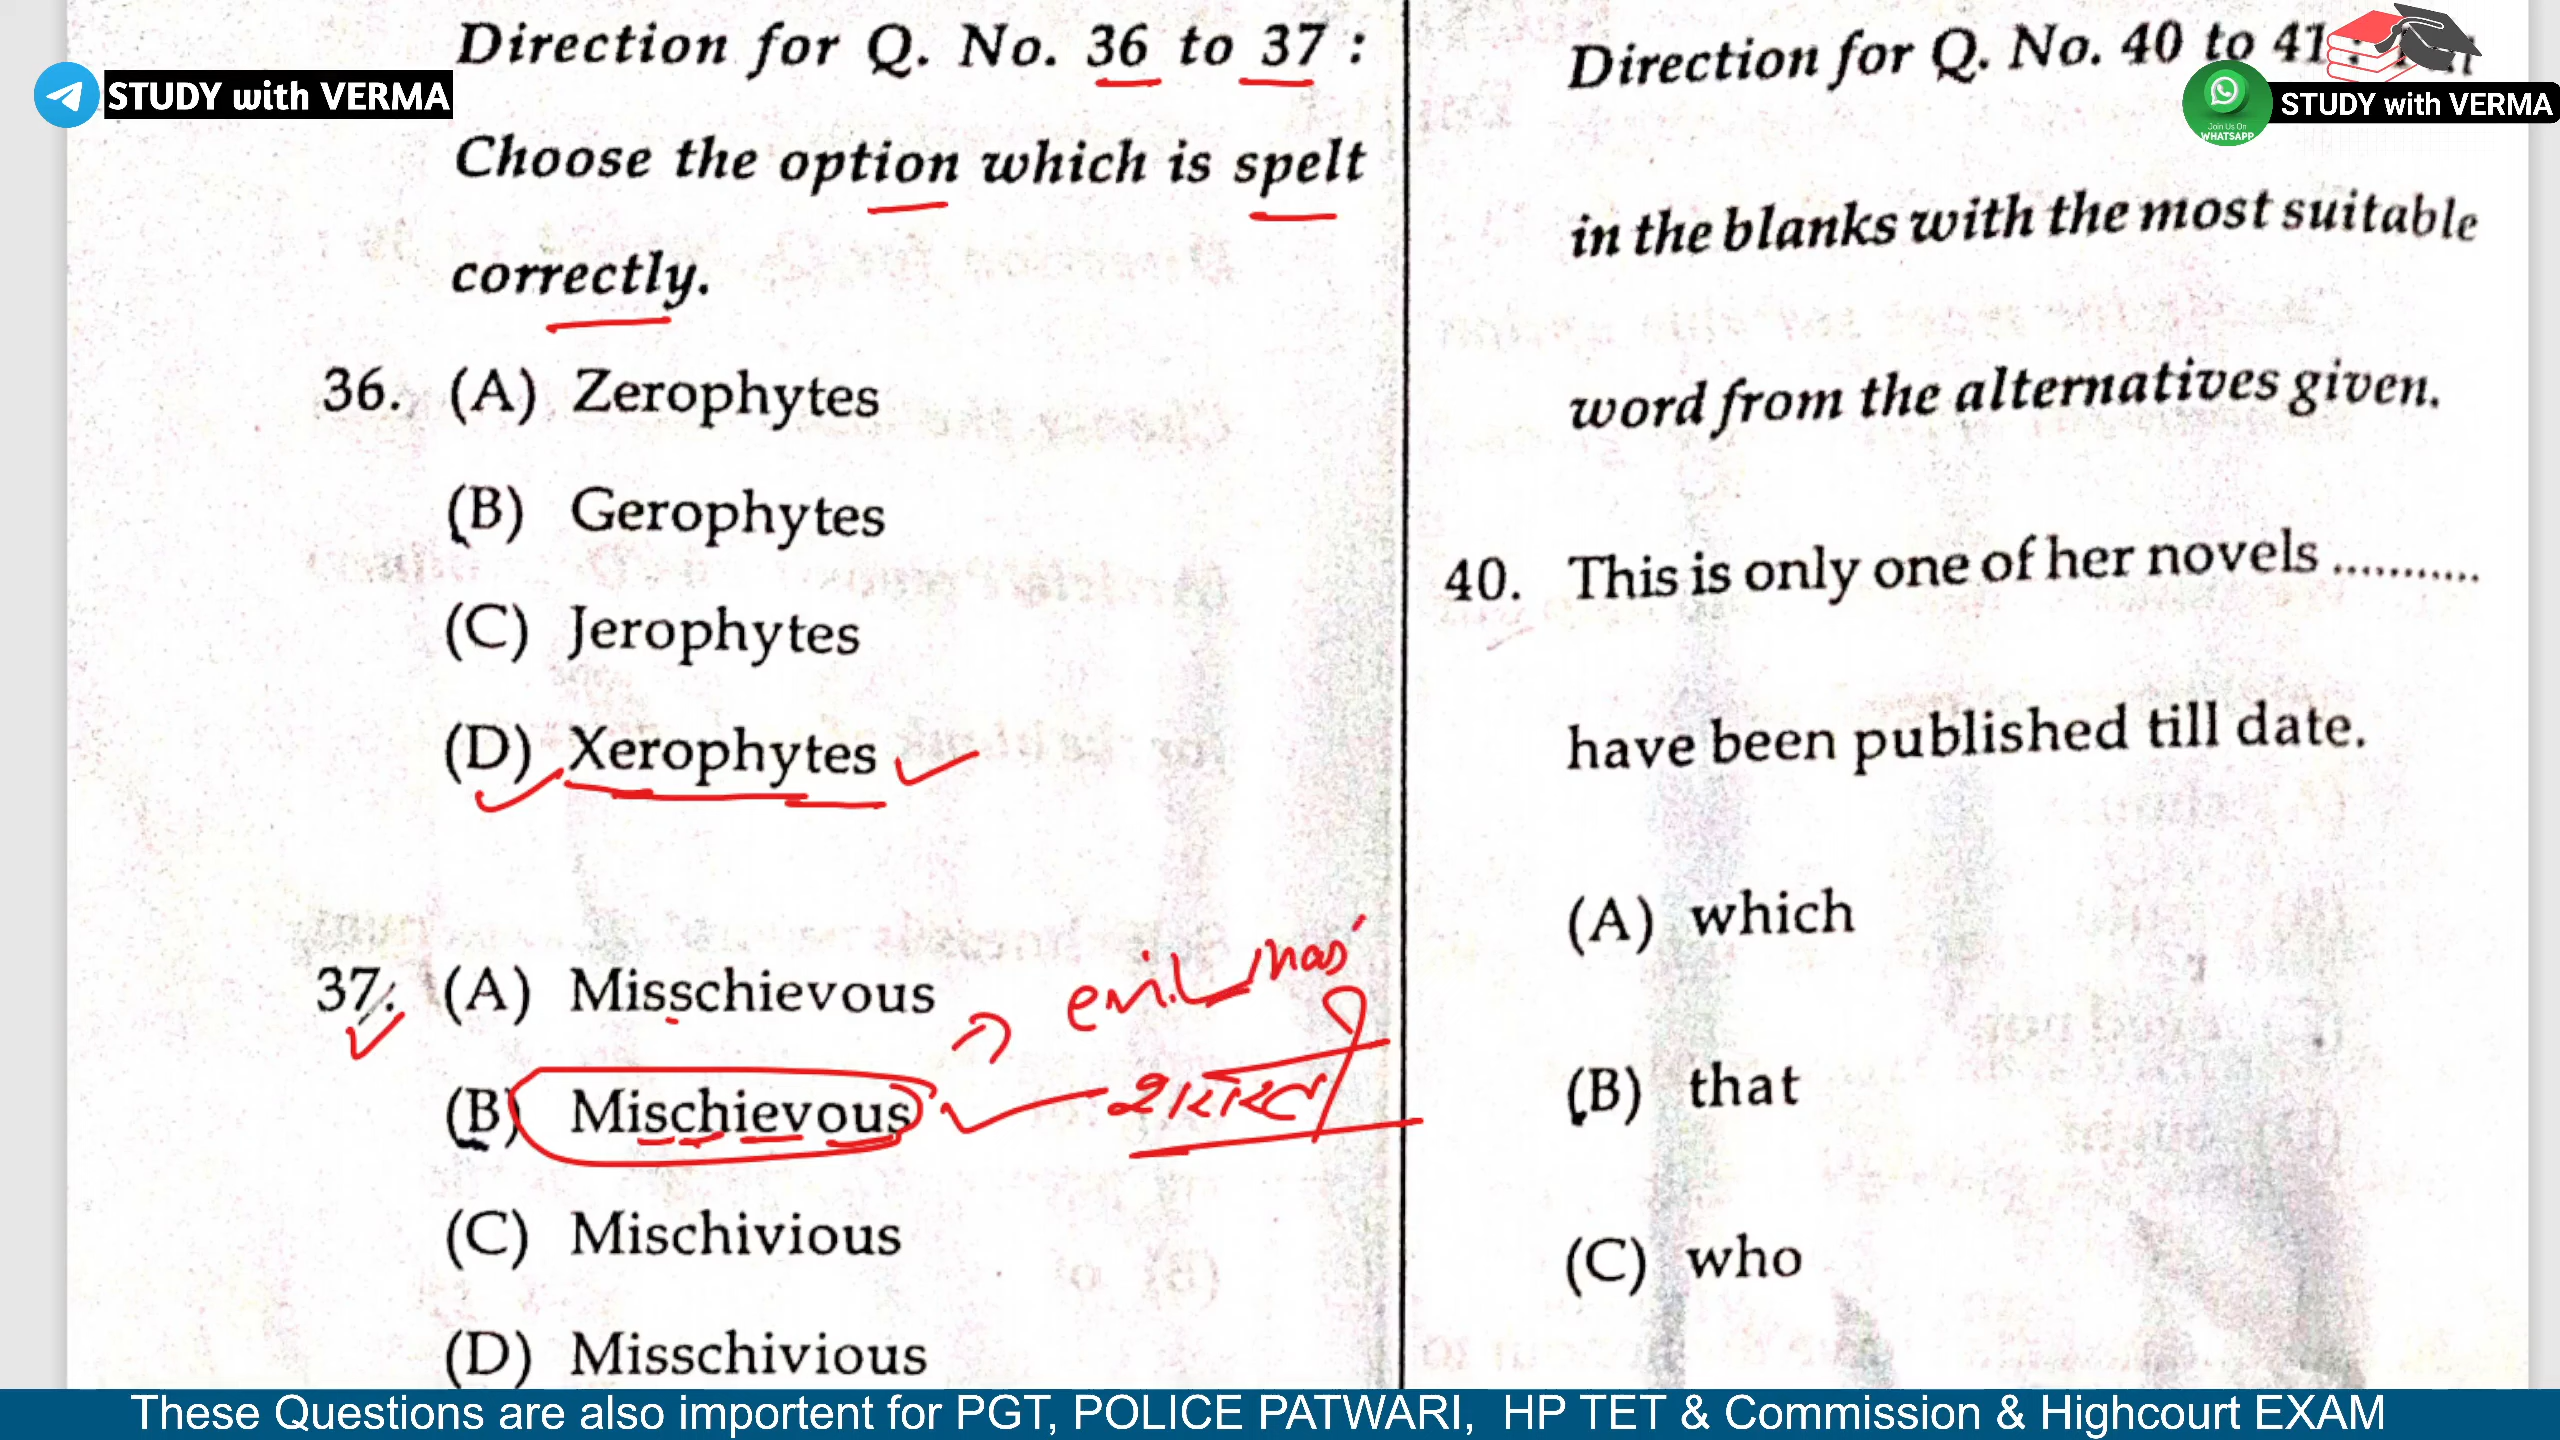 STUDY with VERMA
Direction for Q. No. 36 to 37 :
Choose the option which is spelt
correctly.
36. (A) Zerophytes
(B) Gerophytes
(C) Jerophytes
(D) Xerophytes
37. (A) Misschievous
(B) Mischievous
(C) Mischivious
(D) Misschivious
Direction for Q. No. 40 to 41 :
in the blanks with the most suitable
word from the alternatives given.
40. This is only one of her novels ...........
have been published till date.
(A) which
(B) that
(C) who
Join Us On
WHATSAPP
STUDY with VERMA
These Questions are also importent for PGT, POLICE PATWARI, HP TET & Commission & Highcourt EXAM